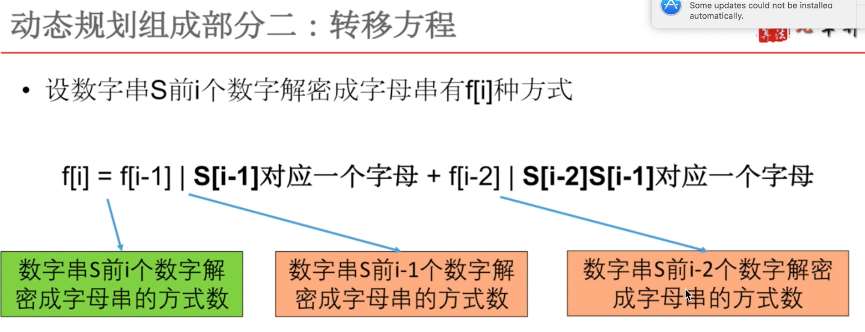 Some updates could not be installed
automatically.
动态规划组成部分二：转移方程
• 设数字串S前i个数字解密成字母串有f[i]种方式
f[i] = f[i-1] | S[i-1]对应一个字母 + f[i-2] | S[i-2]S[i-1]对应一个字母
数字串S前i个数字解
密成字母串的方式数
数字串S前i-1个数字解
密成字母串的方式数
数字串S前i-2个数字解密
成字母串的方式数